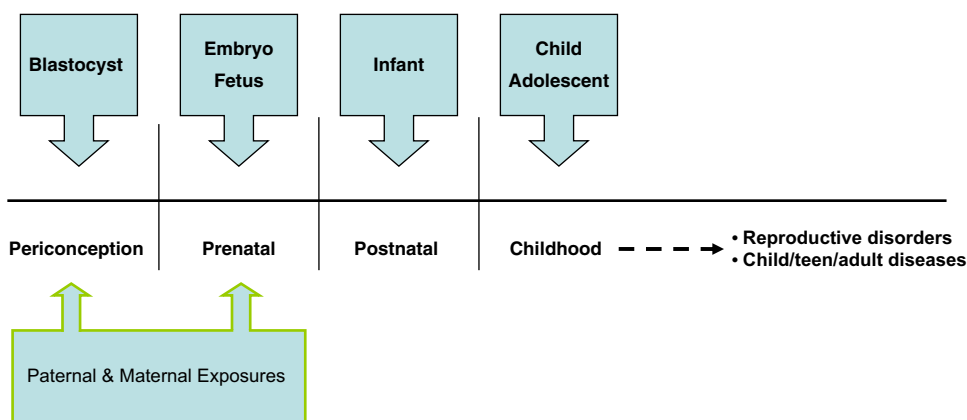 Blastocyst
Embryo
Fetus
Infant
Child
Adolescent
Periconception
Prenatal
Postnatal
Childhood
• Reproductive disorders
• Child/teen/adult diseases
Paternal & Maternal Exposures